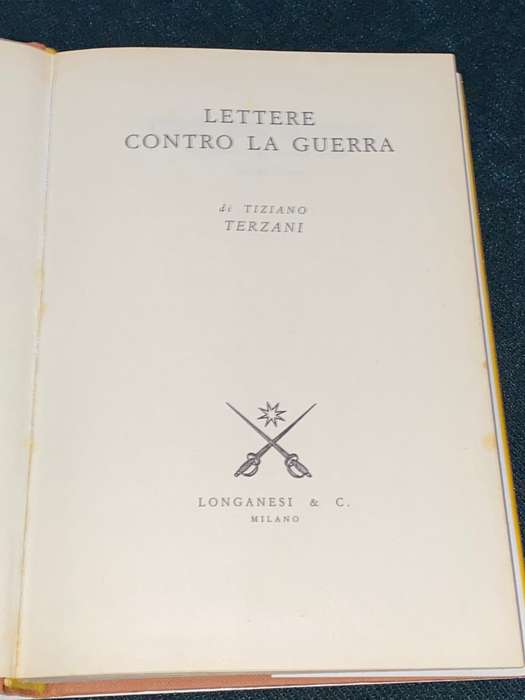 LETTERE
CONTRO LA GUERRA
di TIZIANO
TERZANI
LONGANESI & C.
MILANO